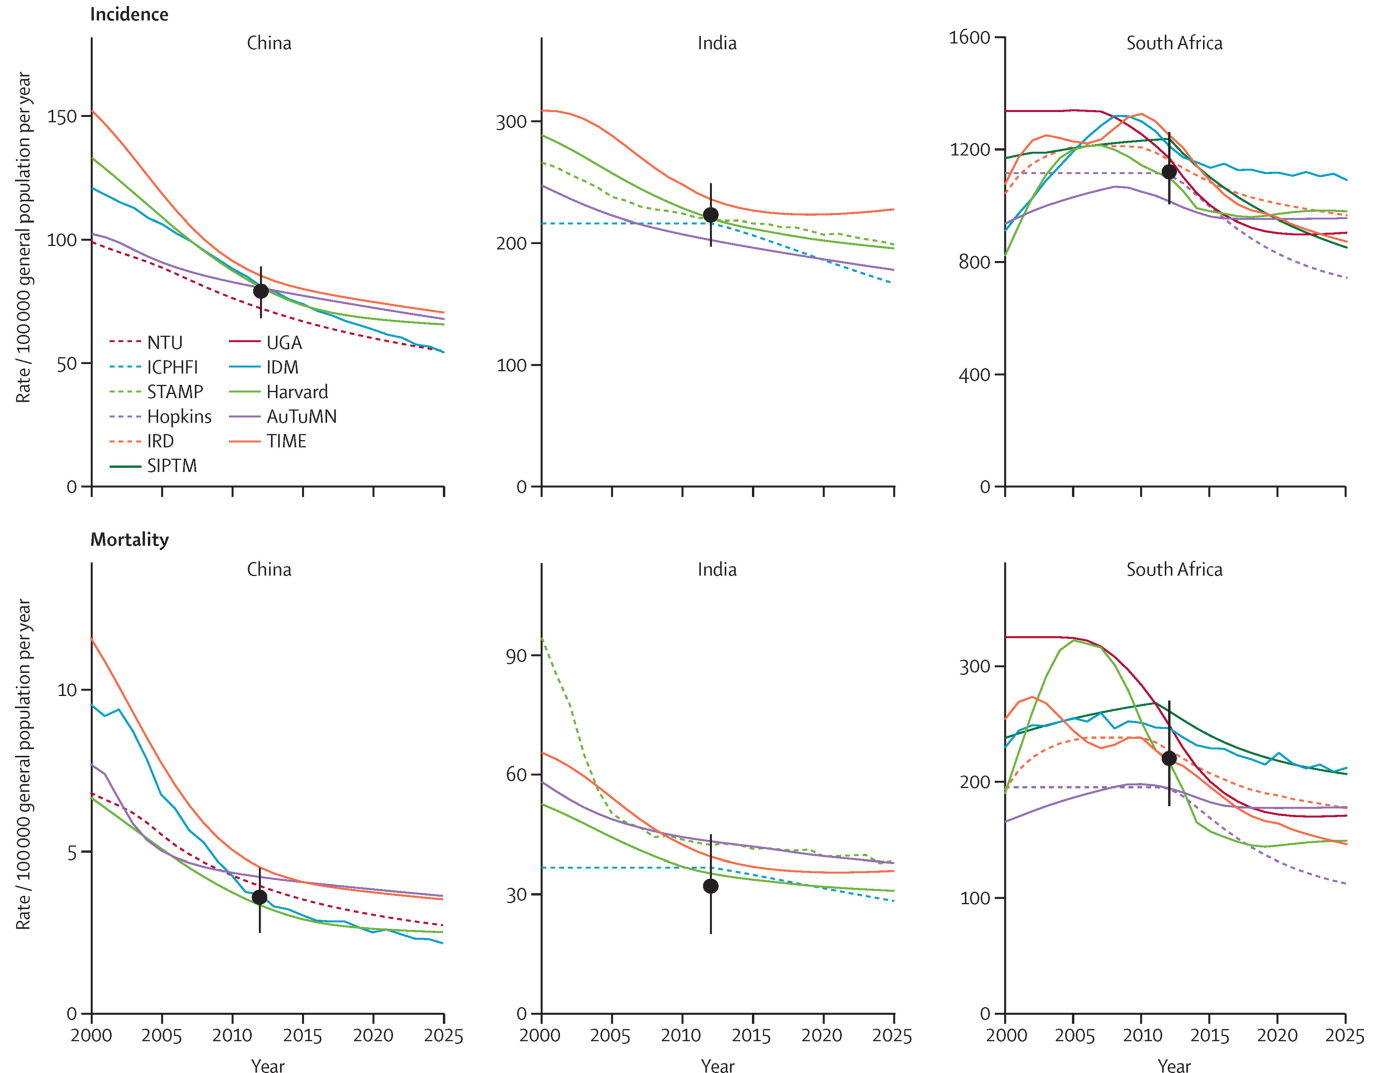 Incidence
China
India
South Africa
Rate / 100 000 general population per year
150
100
50
0
300
200
100
0
1600
1200
800
400
0
NTU
UGA
ICPHFI
IDM
STAMP
Harvard
Hopkins
AuTuMN
IRD
TIME
SIPTM
Mortality
China
India
South Africa
Rate / 100 000 general population per year
10
5
0
90
60
30
0
300
200
100
0
2000 2005 2010 2015 2020 2025
2000 2005 2010 2015 2020 2025
2000 2005 2010 2015 2020 2025
Year
Year
Year